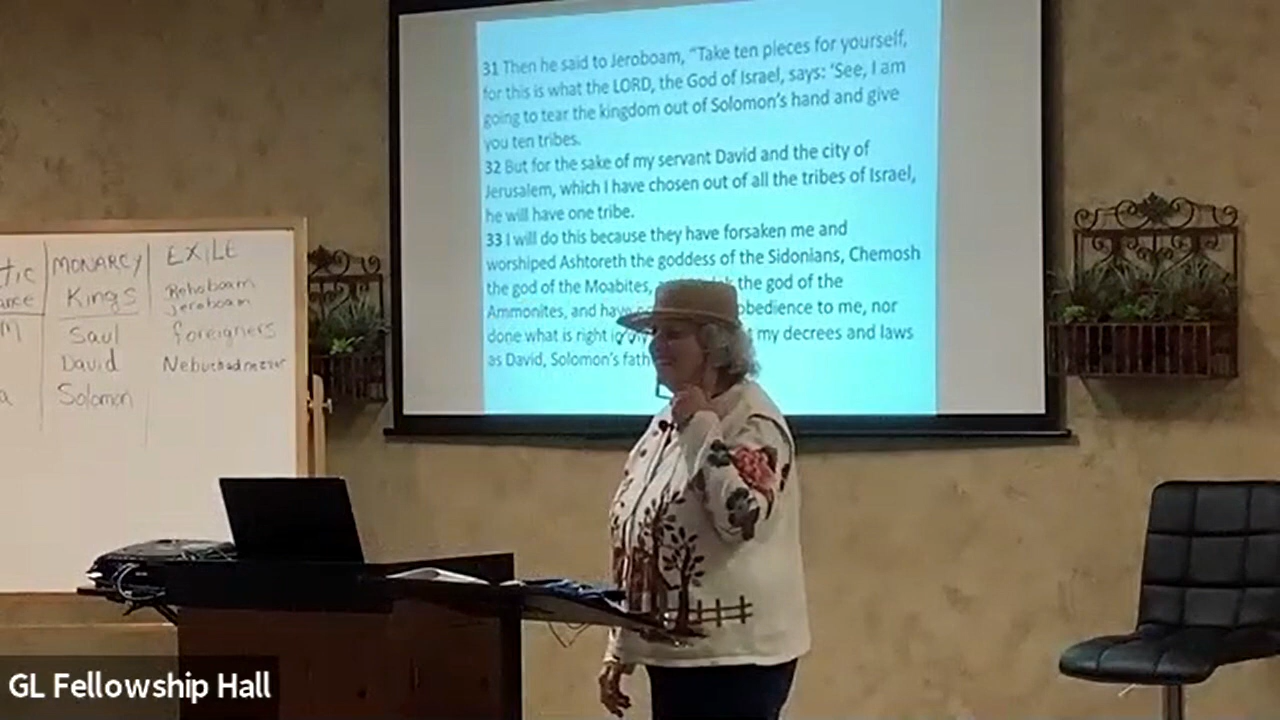 31 Then he said to Jeroboam, “Take ten pieces for yourself,
for this is what the LORD, the God of Israel, says: ‘See, I am
going to tear the kingdom out of Solomon’s hand and give
you ten tribes.
32 But for the sake of my servant David and the city of
Jerusalem, which I have chosen out of all the tribes of Israel,
he will have one tribe.
33 I will do this because they have forsaken me and
worshiped Ashtoreth the goddess of the Sidonians, Chemosh
the god of the Moabites, the god of the
Ammonites, and have obedience to me, nor
done what is right my decrees and laws
as David, Solomon’s
MONARCY EXILE
Kings Rehoboam
Jeroboam
Saul foreigners
David Nebuchadnezzar
Solomon
GL Fellowship Hall